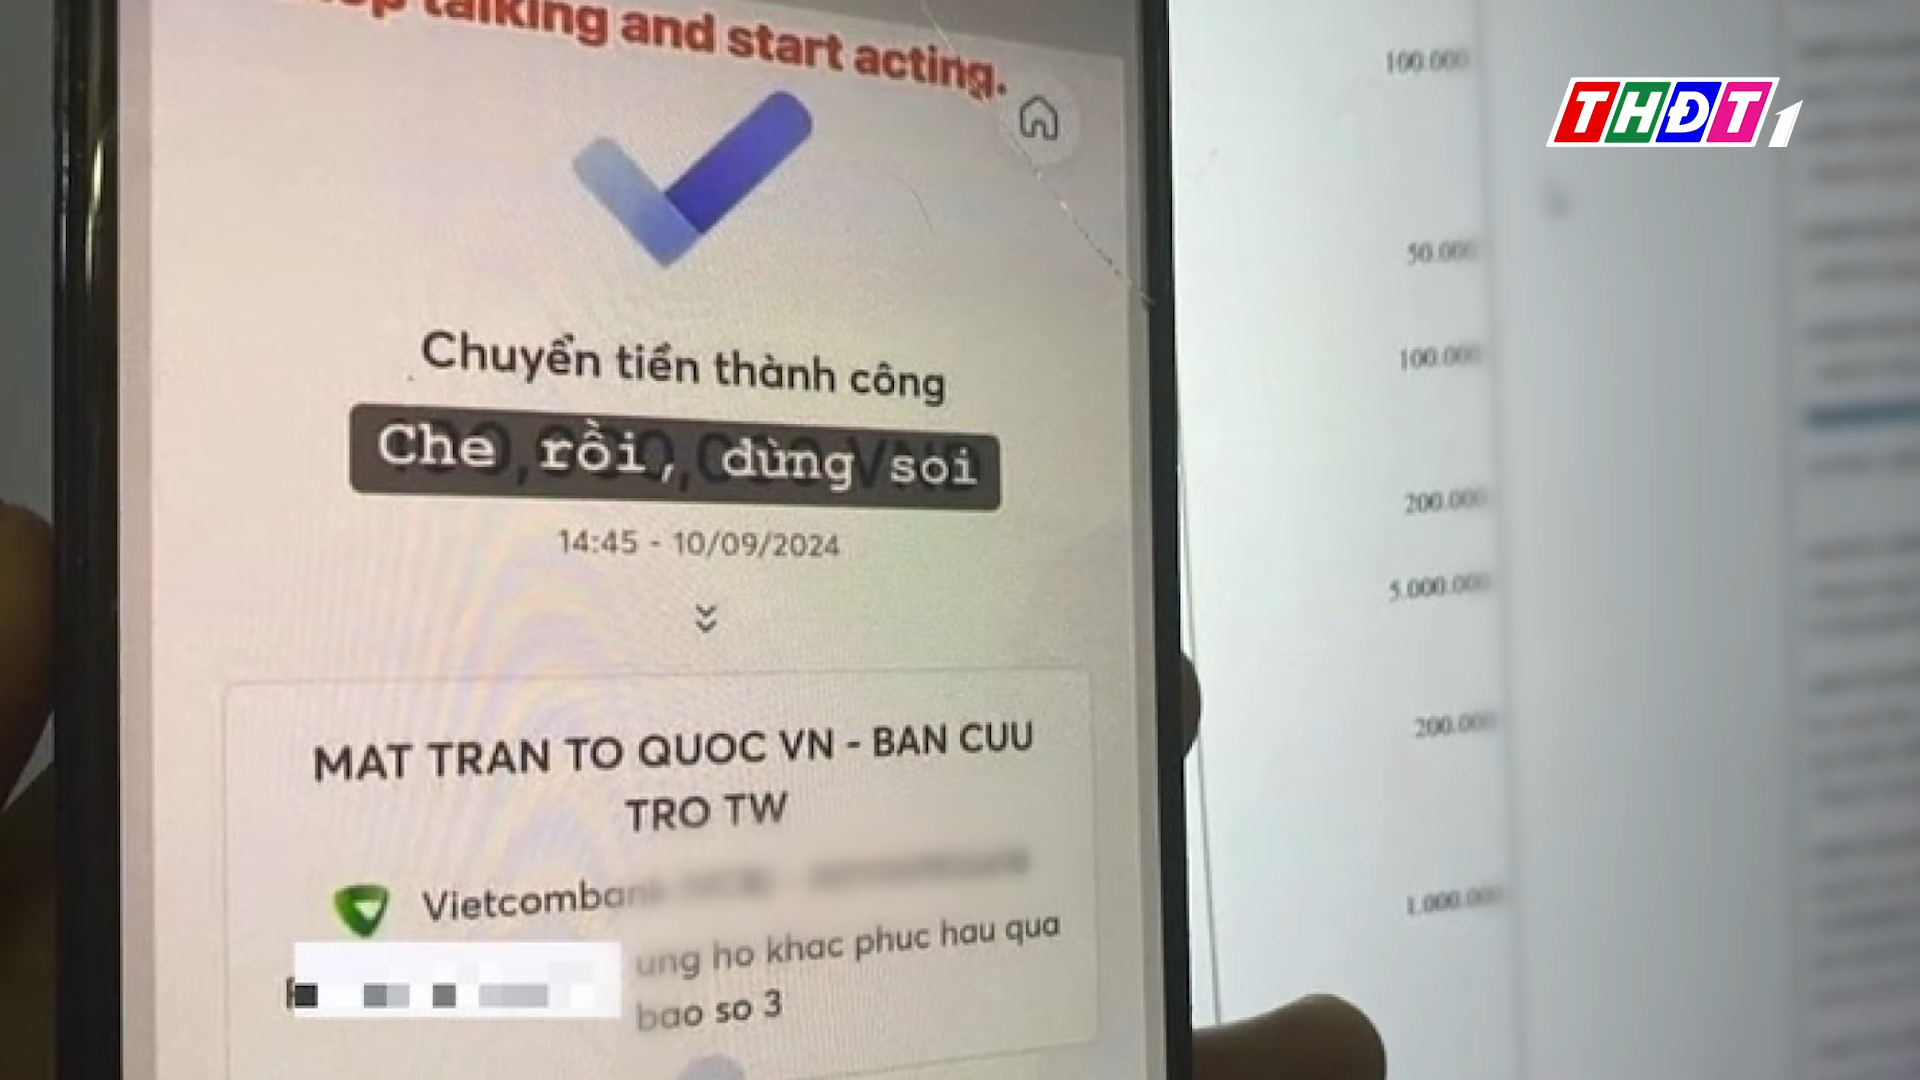 talking and start acting.
Chuyển tiền thành công
Che rồi, dừng soi
14:45 - 10/09/2024
MAT TRAN TO QUOC VN - BAN CUU
TRO TW
Vietcombank
ung ho khac phuc hau qua
bao so 3
100.000
50.000
100.000
200.000
5.000.000
200.000
1.000.000
THĐT1